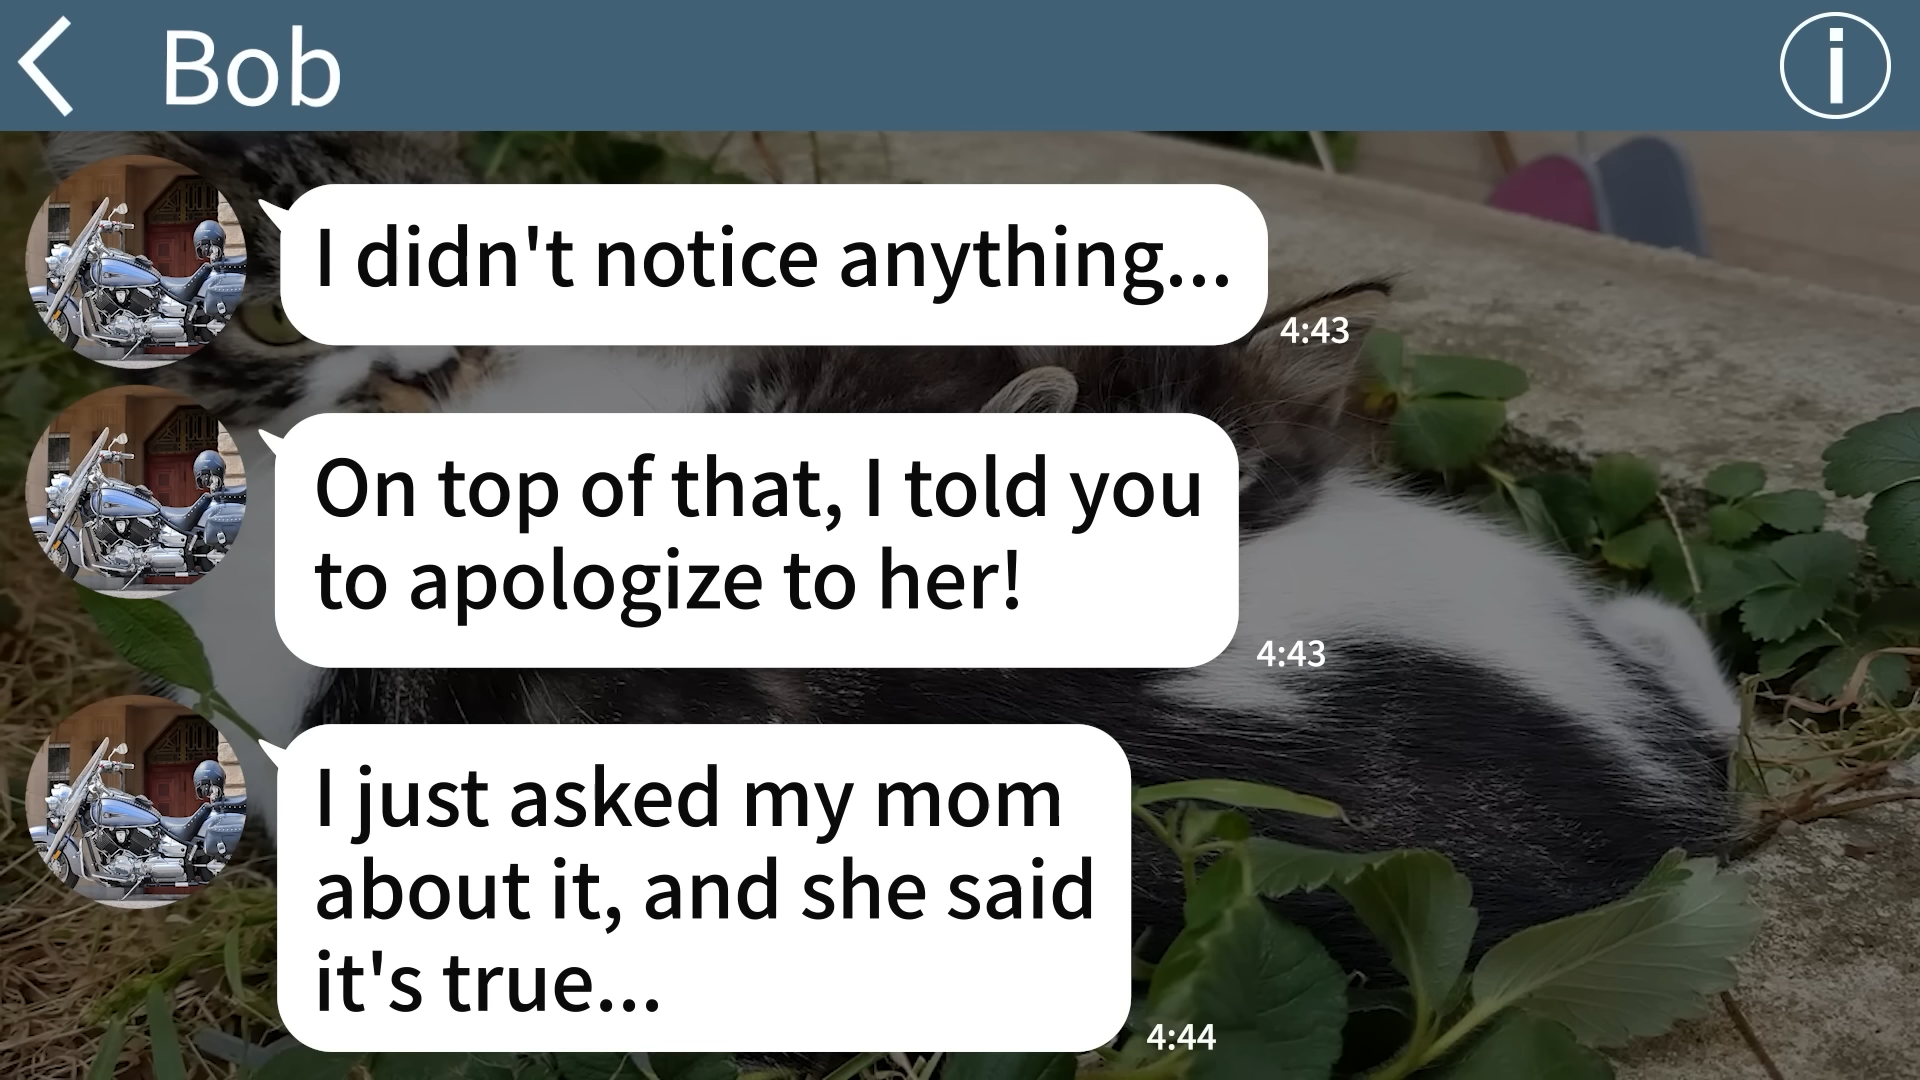 Bob
I didn't notice anything...
4:43
On top of that, I told you
to apologize to her!
4:43
I just asked my mom
about it, and she said
it's true...
4:44